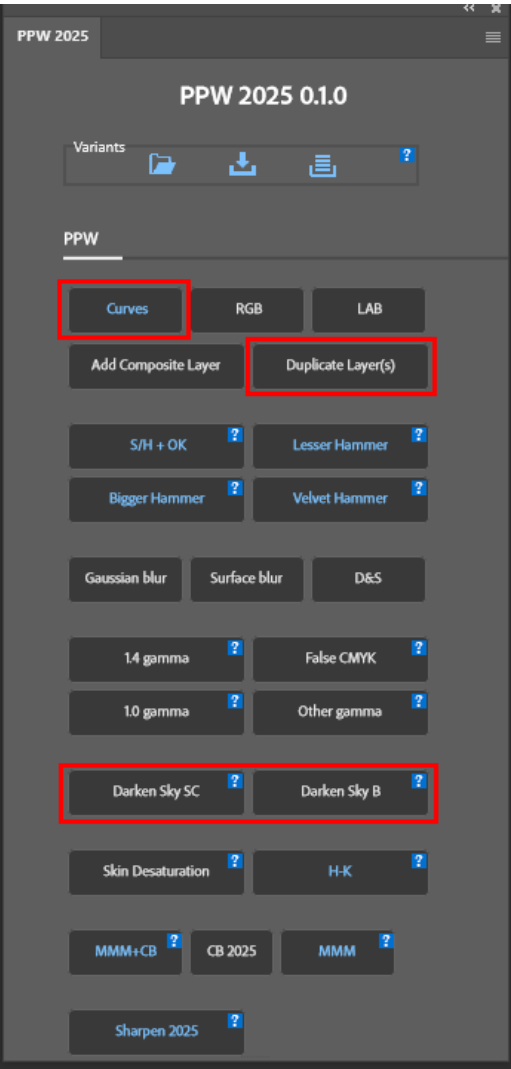 PPW 2025
PPW 2025 0.1.0
Variants
?
PPW
Curves RGB LAB
Add Composite Layer Duplicate Layer(s)
S/H + OK ? Lesser Hammer ?
Bigger Hammer ? Velvet Hammer ?
Gaussian blur Surface blur D&S
1.4 gamma ? False CMYK ?
1.0 gamma ? Other gamma ?
Darken Sky SC ? Darken Sky B ?
Skin Desaturation ? H-K ?
MMM+CB ? CB 2025 MMM ?
Sharpen 2025 ?